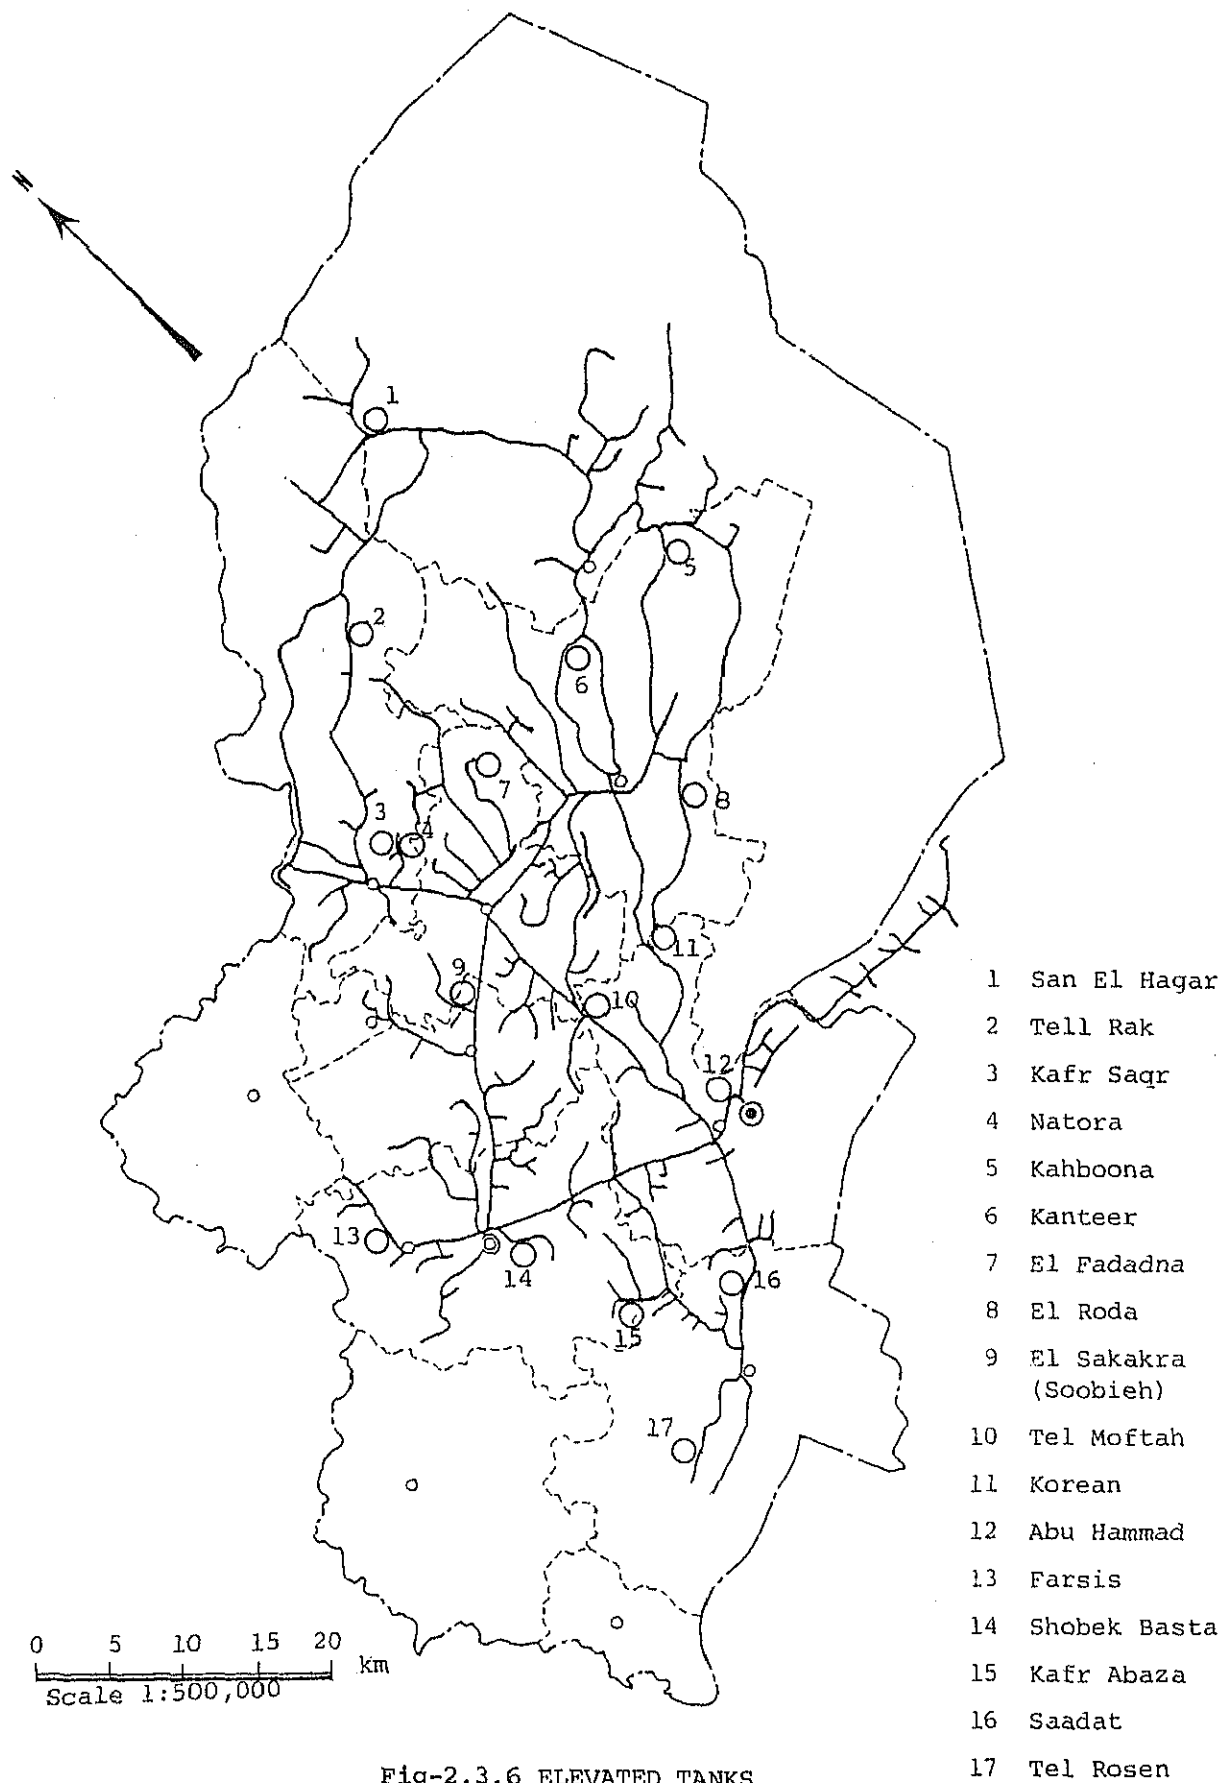 N
1
2
3
4
5
6
7
8
9
10
11
12
13
14
15
16
17
1 San El Hagar
2 Tell Rak
3 Kafr Saqr
4 Natora
5 Kahboona
6 Kanteer
7 El Fadadna
8 El Roda
9 El Sakakra
(Soobieh)
10 Tel Moftah
11 Korean
12 Abu Hammad
13 Farsis
14 Shobek Basta
15 Kafr Abaza
16 Saadat
17 Tel Rosen
0 5 10 15 20
km
Scale 1:500,000
Fig-2.3.6 ELEVATED TANKS